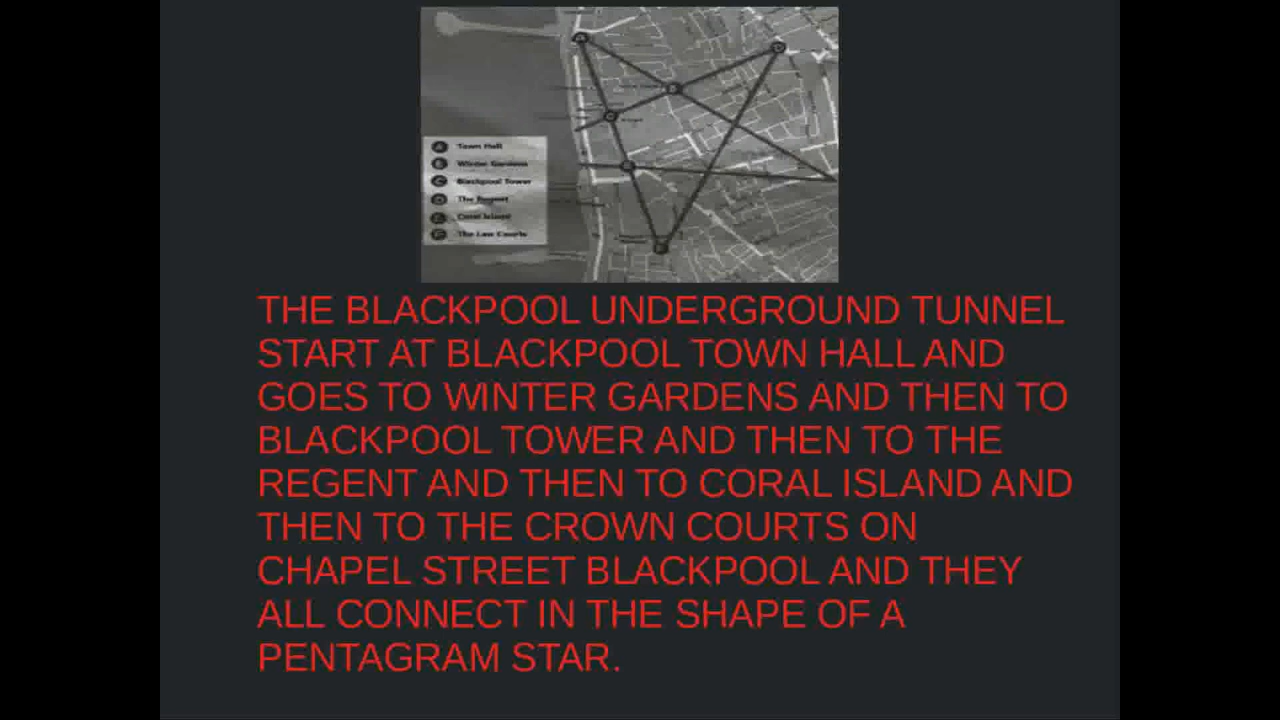 A Town Hall
B Winter Gardens
C Blackpool Tower
D The Regent
E Coral Island
F The Law Courts
THE BLACKPOOL UNDERGROUND TUNNEL
START AT BLACKPOOL TOWN HALL AND
GOES TO WINTER GARDENS AND THEN TO
BLACKPOOL TOWER AND THEN TO THE
REGENT AND THEN TO CORAL ISLAND AND
THEN TO THE CROWN COURTS ON
CHAPEL STREET BLACKPOOL AND THEY
ALL CONNECT IN THE SHAPE OF A
PENTAGRAM STAR.